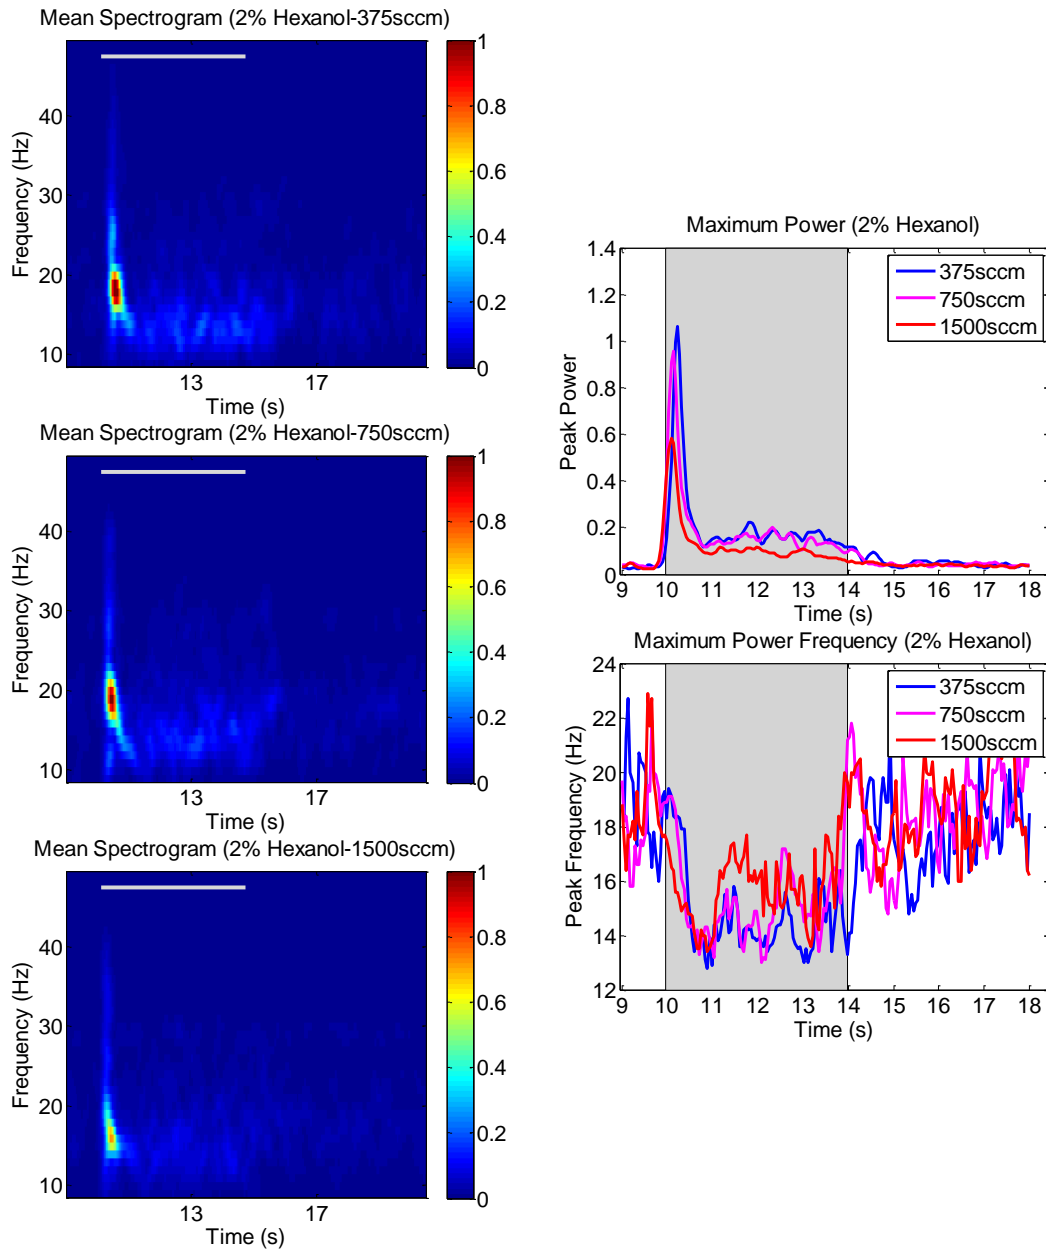 Mean Spectrogram (2% Hexanol-375sccm)
Frequency (Hz)
40
30
20
10
13
17
Time (s)
1
0.8
0.6
0.4
0.2
0
Mean Spectrogram (2% Hexanol-750sccm)
Frequency (Hz)
40
30
20
10
13
17
Time (s)
1
0.8
0.6
0.4
0.2
0
Mean Spectrogram (2% Hexanol-1500sccm)
Frequency (Hz)
40
30
20
10
13
17
Time (s)
1
0.8
0.6
0.4
0.2
0
Maximum Power (2% Hexanol)
Peak Power
1.4
1.2
1
0.8
0.6
0.4
0.2
0
375sccm
750sccm
1500sccm
9 10 11 12 13 14 15 16 17 18
Time (s)
Maximum Power Frequency (2% Hexanol)
Peak Frequency (Hz)
24
22
20
18
16
14
12
375sccm
750sccm
1500sccm
9 10 11 12 13 14 15 16 17 18
Time (s)